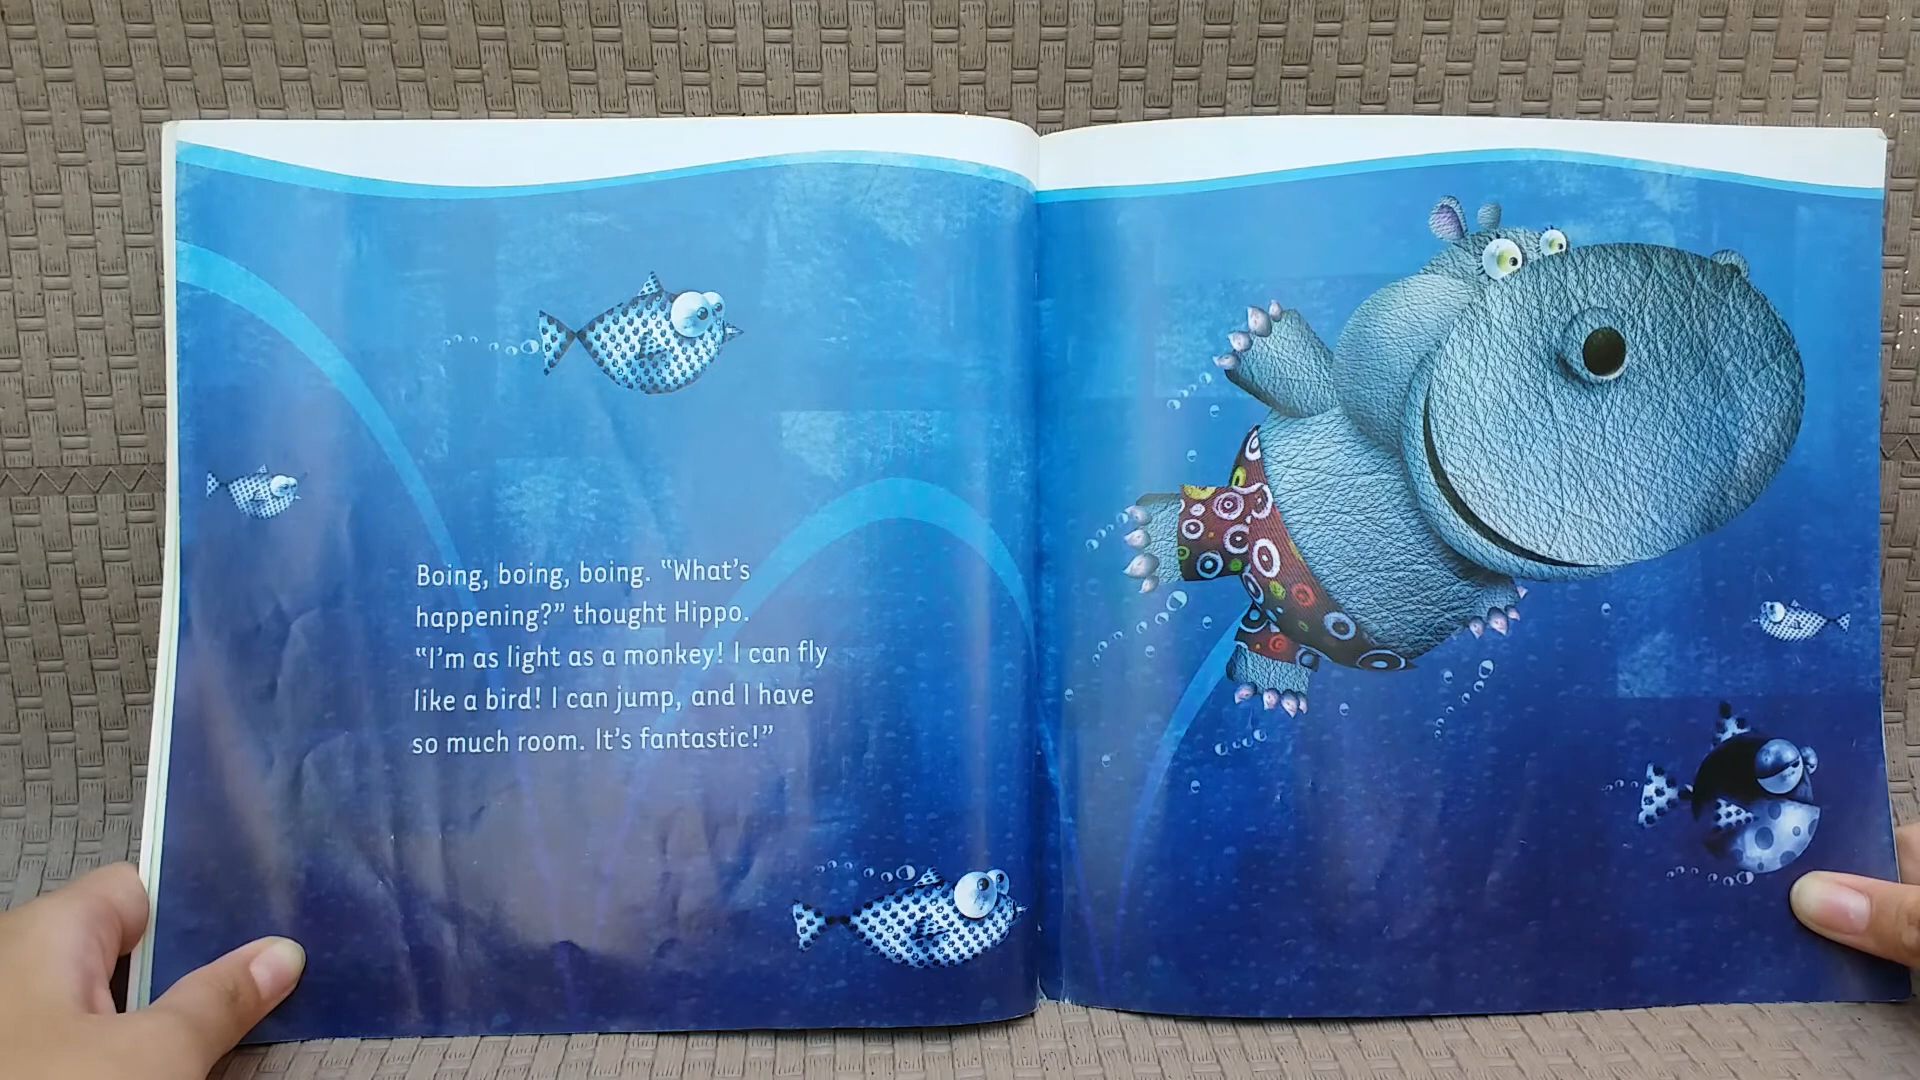 Boing, boing, boing. “What’s
happening?” thought Hippo.
“I’m as light as a monkey! I can fly
like a bird! I can jump, and I have
so much room. It’s fantastic!”